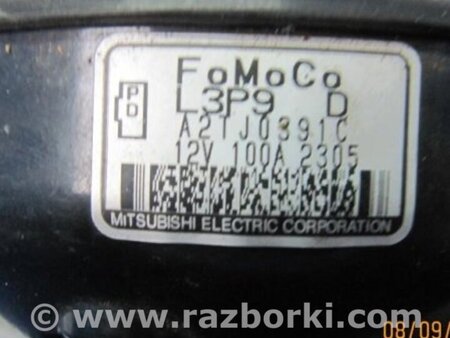 FoMoCo
P
D
L3P9 D
A2TJ0391C
12V 100A 2305
MITSUBISHI ELECTRIC CORPORATION
www.razborki.com
08/09/